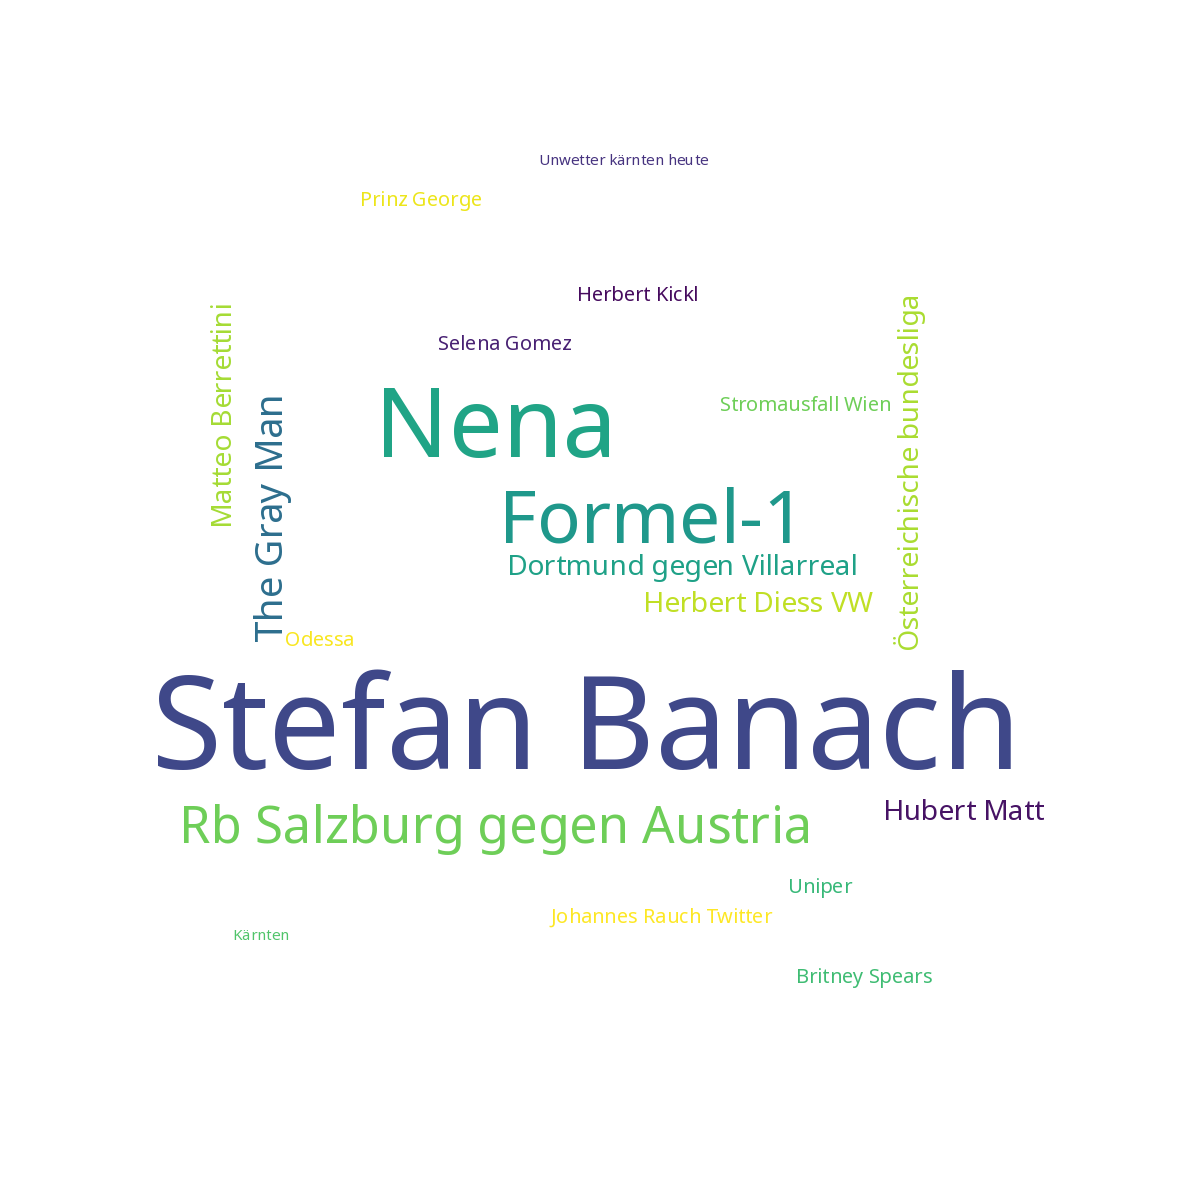 Unwetter kärnten heute
Prinz George
Herbert Kickl
Selena Gomez
Matteo Berrettini
The Gray Man
Nena
Stromausfall Wien
Österreichische bundesliga
Formel-1
Dortmund gegen Villarreal
Herbert Diess VW
Odessa
Stefan Banach
Rb Salzburg gegen Austria
Hubert Matt
Uniper
Johannes Rauch Twitter
Kärnten
Britney Spears